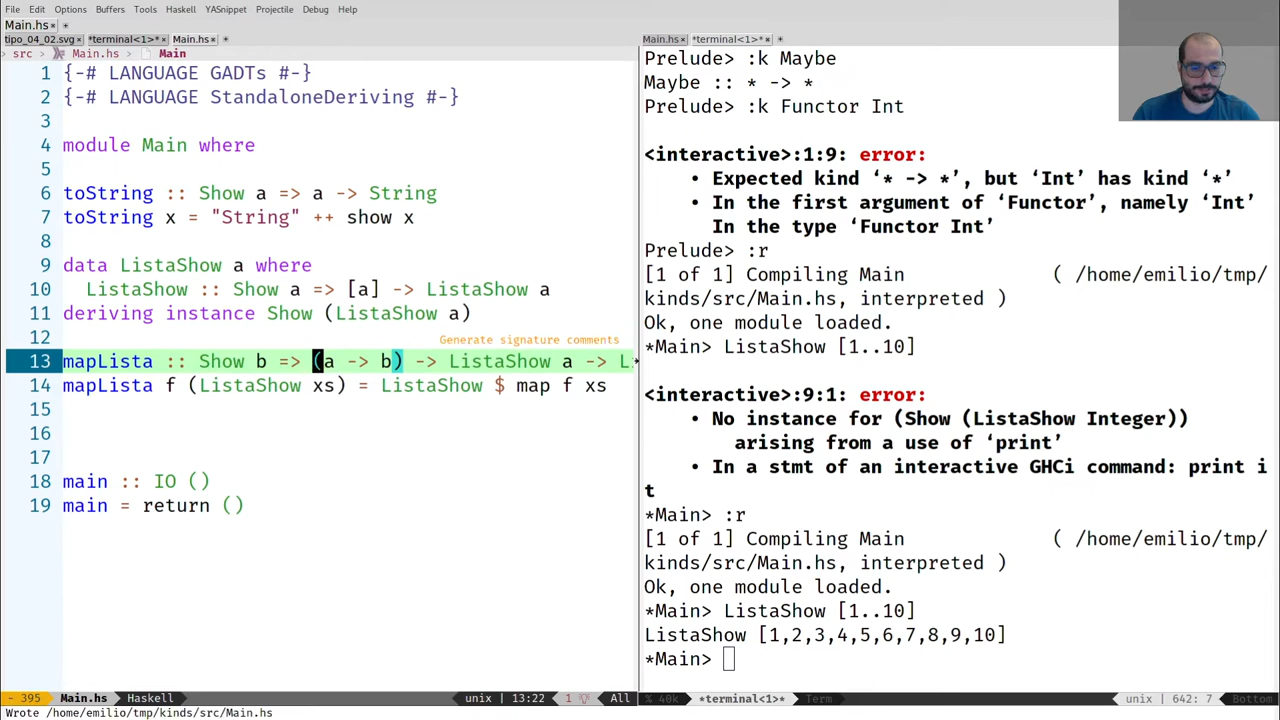 File Edit Options Buffers Tools Haskell YASnippet Projectile Debug Help
Main.hs
tipo_04_02.svg *terminal<1>* Main.hs
src Main.hs Main
1 {-# LANGUAGE GADTs #-}
2 {-# LANGUAGE StandaloneDeriving #-}
3
4 module Main where
5
6 toString :: Show a => a -> String
7 toString x = "String" ++ show x
8
9 data ListaShow a where
10 ListaShow :: Show a => [a] -> ListaShow a
11 deriving instance Show (ListaShow a)
12
Generate signature comments
13 mapLista :: Show b => (a -> b) -> ListaShow a -> L
14 mapLista f (ListaShow xs) = ListaShow $ map f xs
15
16
17
18 main :: IO ()
19 main = return ()
- 395 Main.hs Haskell unix | 13:22 1 All
Wrote /home/emilio/tmp/kinds/src/Main.hs
Main.hs *terminal<1>*
Prelude> :k Maybe
Maybe :: * -> *
Prelude> :k Functor Int
<interactive>:1:9: error:
• Expected kind ‘* -> *’, but ‘Int’ has kind ‘*’
• In the first argument of ‘Functor’, namely ‘Int’
In the type ‘Functor Int’
Prelude> :r
[1 of 1] Compiling Main ( /home/emilio/tmp/
kinds/src/Main.hs, interpreted )
Ok, one module loaded.
*Main> ListaShow [1..10]
<interactive>:9:1: error:
• No instance for (Show (ListaShow Integer))
arising from a use of ‘print’
• In a stmt of an interactive GHCi command: print i
t
*Main> :r
[1 of 1] Compiling Main ( /home/emilio/tmp/
kinds/src/Main.hs, interpreted )
Ok, one module loaded.
*Main> ListaShow [1..10]
ListaShow [1,2,3,4,5,6,7,8,9,10]
*Main>
% 40k *terminal<1>* Term unix | 642: 7 Bottom